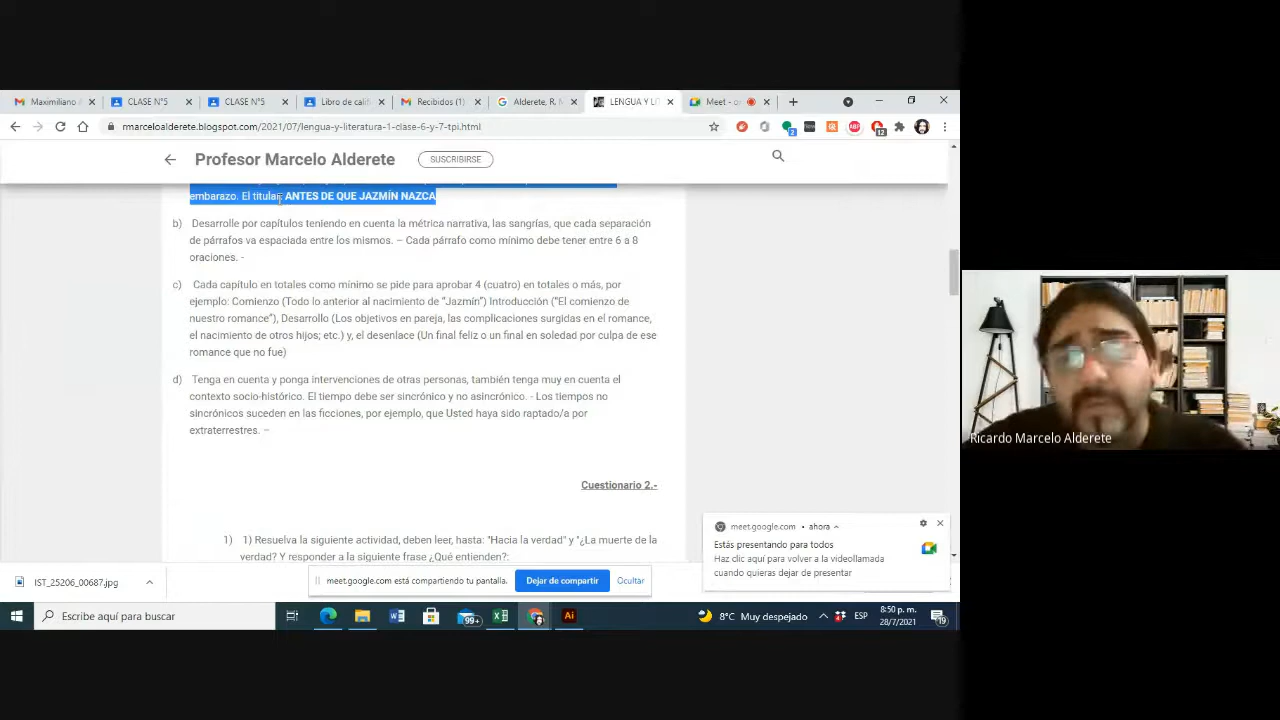 Maximiliano A
CLASE N°5
CLASE N°5
Libro de calif
Recibidos (1)
Alderete, R. M
LENGUA Y LI
Meet - o
rmarceloalderete.blogspot.com/2021/07/lengua-y-literatura-1-clase-6-y-7-tpi.html
2
ABP
12
Profesor Marcelo Alderete
SUSCRIBIRSE
embarazo. El titular ANTES DE QUE JAZMÍN NAZCA
b) Desarrolle por capítulos teniendo en cuenta la métrica narrativa, las sangrías, que cada separación
de párrafos va espaciada entre los mismos. – Cada párrafo como mínimo debe tener entre 6 a 8
oraciones. -
c) Cada capítulo en totales como mínimo se pide para aprobar 4 (cuatro) en totales o más, por
ejemplo: Comienzo (Todo lo anterior al nacimiento de “Jazmín”) Introducción (“El comienzo de
nuestro romance”), Desarrollo (Los objetivos en pareja, las complicaciones surgidas en el romance,
el nacimiento de otros hijos; etc.) y, el desenlace (Un final feliz o un final en soledad por culpa de ese
romance que no fue)
d) Tenga en cuenta y ponga intervenciones de otras personas, también tenga muy en cuenta el
contexto socio-histórico. El tiempo debe ser sincrónico y no asincrónico. - Los tiempos no
sincrónicos suceden en las ficciones, por ejemplo, que Usted haya sido raptado/a por
extraterrestres. –
Cuestionario 2.-
1) 1) Resuelva la siguiente actividad, deben leer, hasta: "Hacia la verdad" y "¿La muerte de la
verdad? Y responder a la siguiente frase ¿Qué entienden?:
Ricardo Marcelo Alderete
meet.google.com • ahora
Estás presentando para todos
Haz clic aquí para volver a la videollamada
cuando quieras dejar de presentar
IST_25206_00687.jpg
meet.google.com está compartiendo tu pantalla.
Dejar de compartir
Ocultar
Escribe aquí para buscar
99+
Ai
8°C Muy despejado
ESP
8:50 p. m.
28/7/2021
19